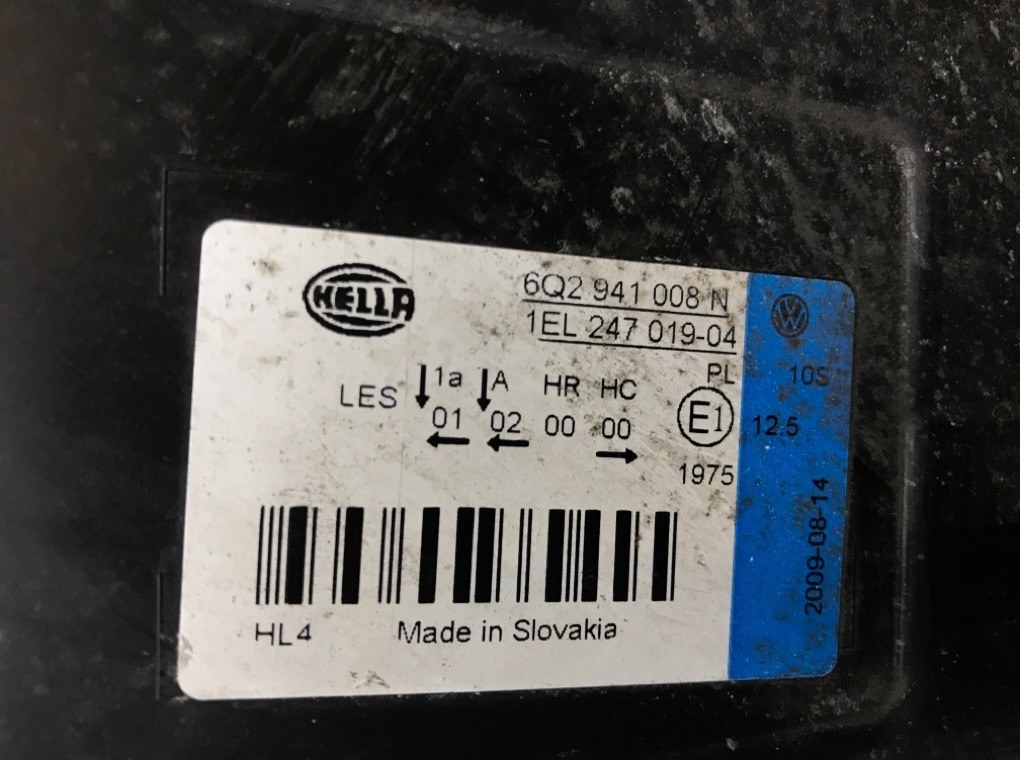 HELLA
6Q2 941 008 N
1EL 247 019-04
PL 10S
LES ↓1a ↓A HR HC E1 12.5
01 02 00 00
← ← →
1975
2009-08-14
HL4 Made in Slovakia